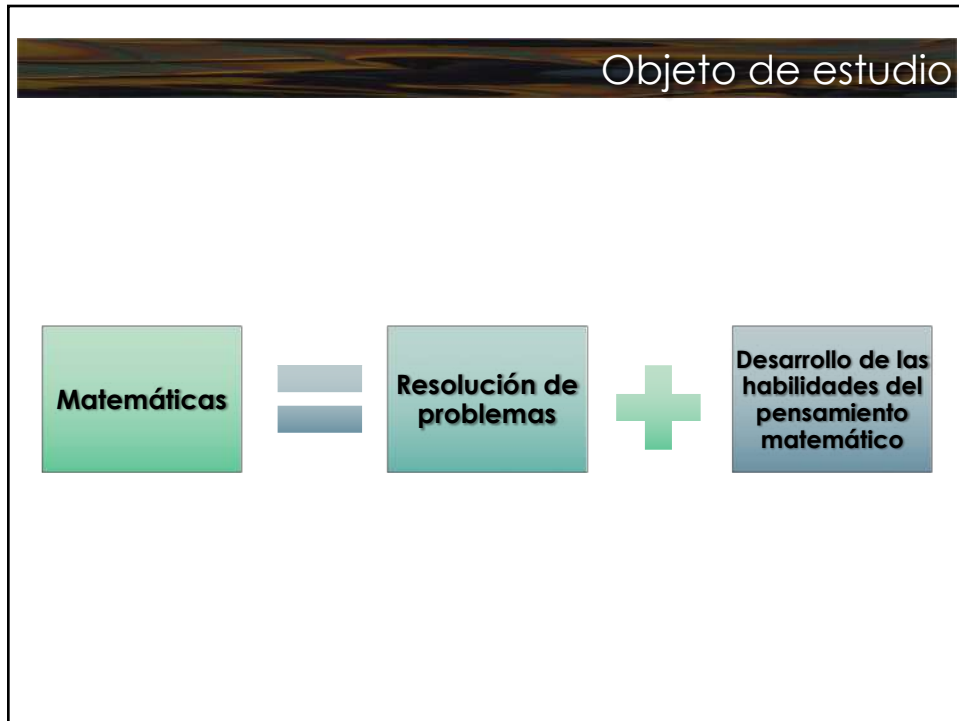 Objeto de estudio
Matemáticas
Resolución de
problemas
Desarrollo de las
habilidades del
pensamiento
matemático